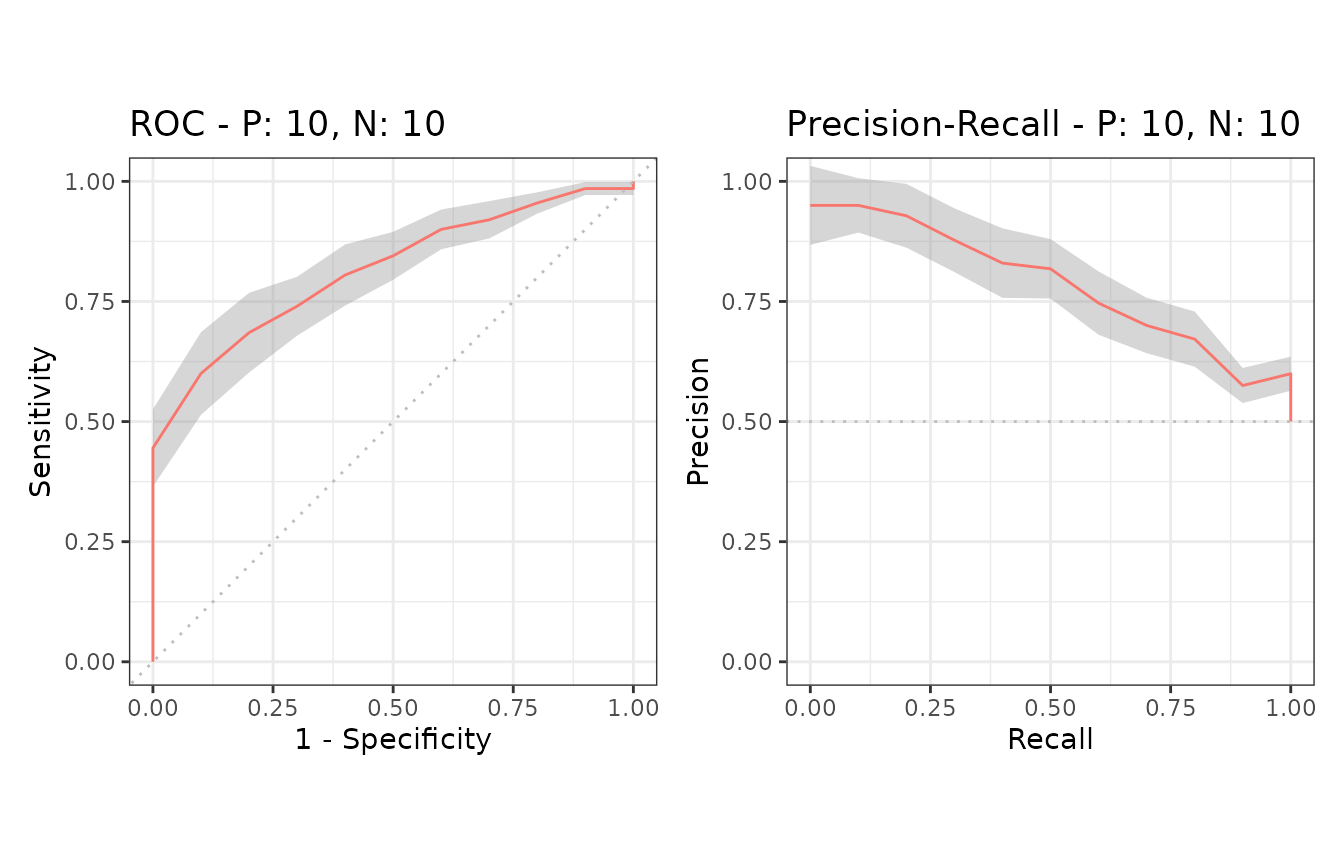 ROC - P: 10, N: 10
Sensitivity
1.00
0.75
0.50
0.25
0.00
0.00 0.25 0.50 0.75 1.00
1 - Specificity
Precision-Recall - P: 10, N: 10
Precision
1.00
0.75
0.50
0.25
0.00
0.00 0.25 0.50 0.75 1.00
Recall